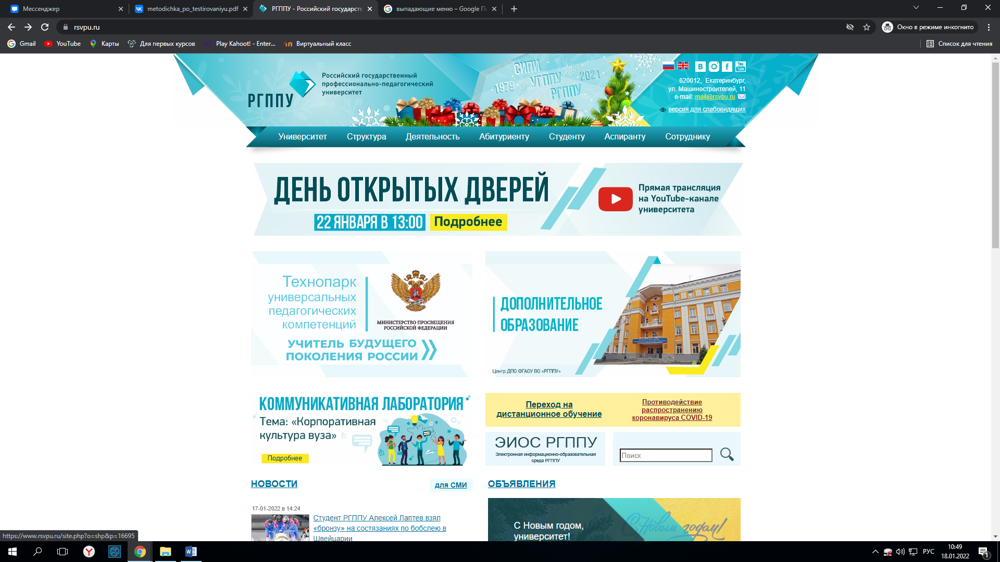 Мессенджер
metodichka_po_testirovaniyu.pdf
РГППУ - Российский государств
выпадающие меню – Google По
rsvpu.ru
Окно в режиме инкогнито
Gmail
YouTube
Карты
Для первых курсов
Play Kahoot! - Enter...
Виртуальный класс
Список для чтения
РГППУ
Российский государственный
профессионально-педагогический
университет
СИПИ
1979 УГППУ 2021
РГППУ
You
Tube
620012, Екатеринбург,
ул. Машиностроителей, 11
e-mail: mail@rsvpu.ru
версия для слабовидящих
Университет Структура Деятельность Абитуриенту Студенту Аспиранту Сотруднику
ДЕНЬ ОТКРЫТЫХ ДВЕРЕЙ
22 ЯНВАРЯ В 13:00 Подробнее
Прямая трансляция
на YouTube-канале
университета
Технопарк
универсальных
педагогических
компетенций
МИНИСТЕРСТВО ПРОСВЕЩЕНИЯ
РОССИЙСКОЙ ФЕДЕРАЦИИ
УЧИТЕЛЬ БУДУЩЕГО
ПОКОЛЕНИЯ РОССИИ
ДОПОЛНИТЕЛЬНОЕ
ОБРАЗОВАНИЕ
Центр ДПО ФГАОУ ВО «РГППУ»
КОММУНИКАТИВНАЯ ЛАБОРАТОРИЯ
Тема: «Корпоративная
культура вуза»
Подробнее
Переход на
дистанционное обучение
Противодействие
распространению
коронавируса COVID-19
ЭИОС РГППУ
Электронная информационно-образовательная
среда РГППУ
Поиск
НОВОСТИ
для СМИ
ОБЪЯВЛЕНИЯ
17-01-2022 в 14:24
Студент РГППУ Алексей Лаптев взял
«бронзу» на состязаниях по бобслею в
Швейцарии
С Новым годом,
университет!
С Новым годом!
https://www.rsvpu.ru/site.php?o=shp&p=16695
РУС
10:49
18.01.2022
1